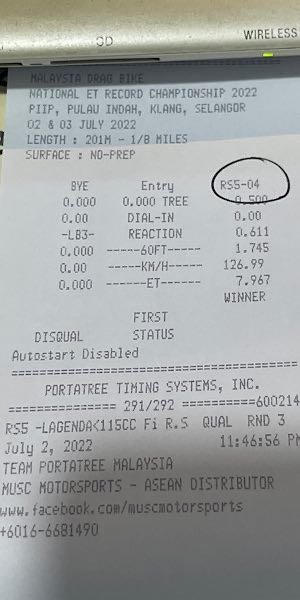 WIRELESS
MALAYSIA DRAG BIKE
NATIONAL ET RECORD CHAMPIONSHIP 2022
PIIP, PULAU INDAH, KLANG, SELANGOR
02 & 03 JULY 2022
LENGTH : 201M - 1/8 MILES
SURFACE : NO-PREP
BYE Entry RS5-04
0.000 0.000 TREE 0.500
0.00 DIAL-IN 0.00
-LB3- REACTION 0.611
0.000 -----60FT----- 1.745
0.00 -----KM/H----- 126.99
0.000 ------ET------ 7.967
WINNER
FIRST
DISQUAL STATUS
Autostart Disabled
PORTATREE TIMING SYSTEMS, INC.
=============== 291/292 ==========600214
RS5 -LAGENDA<115CC Fi R.S QUAL RND 3
July 2, 2022 11:46:56 PM
TEAM PORTATREE MALAYSIA
MUSC MOTORSPORTS - ASEAN DISTRIBUTOR
www.facebook.com/muscmotorsports
+6016-6681490